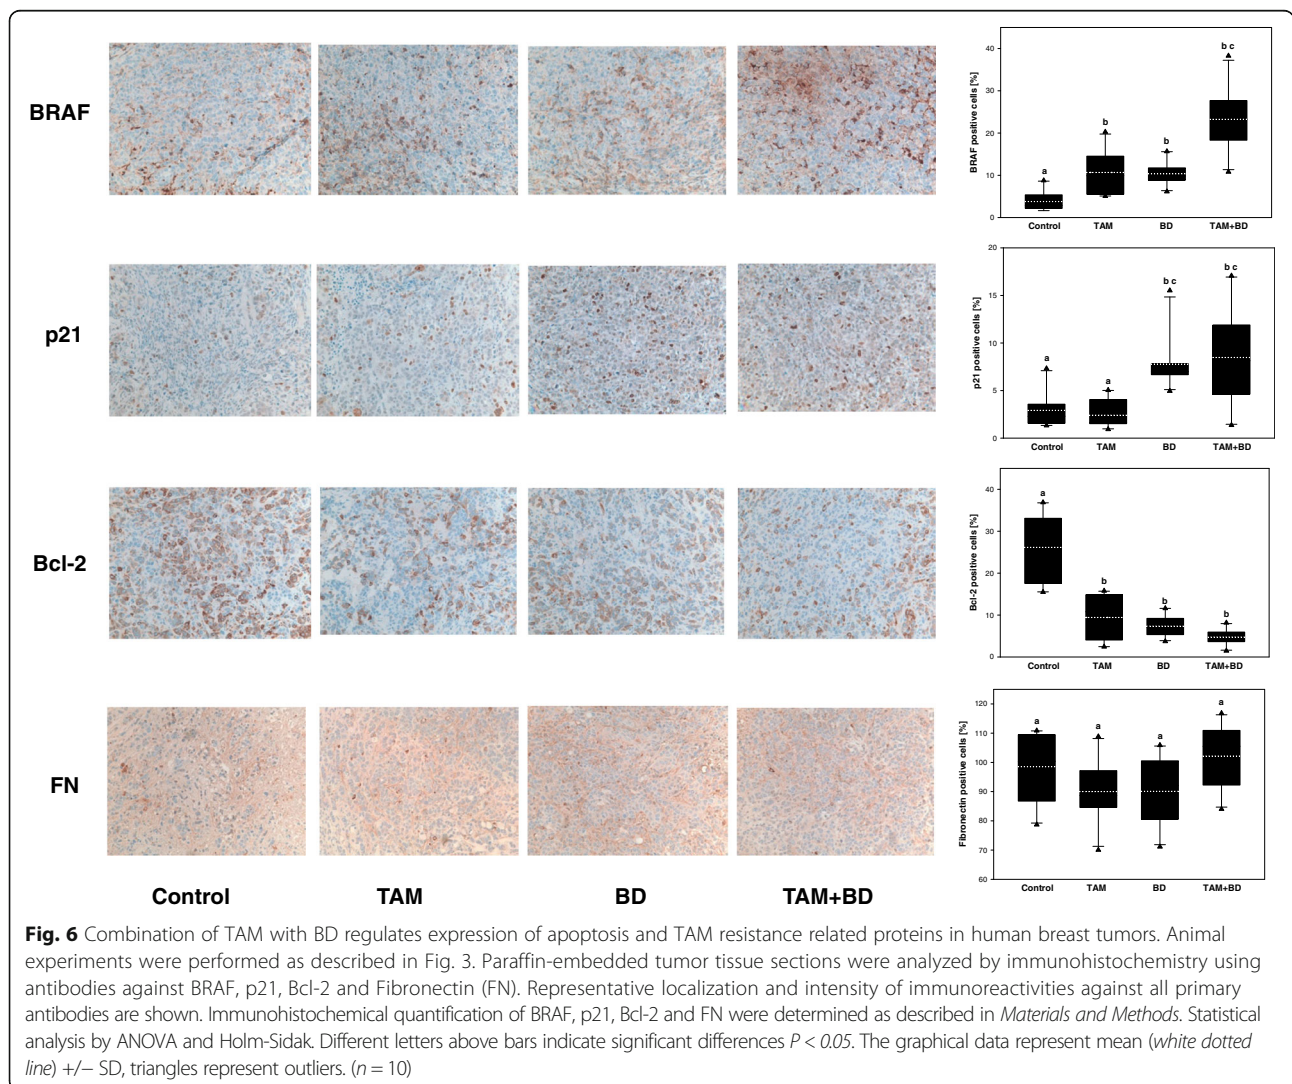 BRAF
BRAF positive cells [%]
40
30
20
10
0
a
b
b
b c
Control
TAM
BD
TAM+BD
p21
p21 positive cells [%]
20
15
10
5
0
a
a
b c
b c
Control
TAM
BD
TAM+BD
Bcl-2
Bcl-2 positive cells [%]
40
30
20
10
0
a
b
b
b
Control
TAM
BD
TAM+BD
FN
Fibronectin positive cells [%]
120
110
100
90
80
70
60
a
a
a
a
Control
TAM
BD
TAM+BD
Control
TAM
BD
TAM+BD
Fig. 6 Combination of TAM with BD regulates expression of apoptosis and TAM resistance related proteins in human breast tumors. Animal
experiments were performed as described in Fig. 3. Paraffin-embedded tumor tissue sections were analyzed by immunohistochemistry using
antibodies against BRAF, p21, Bcl-2 and Fibronectin (FN). Representative localization and intensity of immunoreactivities against all primary
antibodies are shown. Immunohistochemical quantification of BRAF, p21, Bcl-2 and FN were determined as described in Materials and Methods. Statistical
analysis by ANOVA and Holm-Sidak. Different letters above bars indicate significant differences P < 0.05. The graphical data represent mean (white dotted
line) +/− SD, triangles represent outliers. (n = 10)